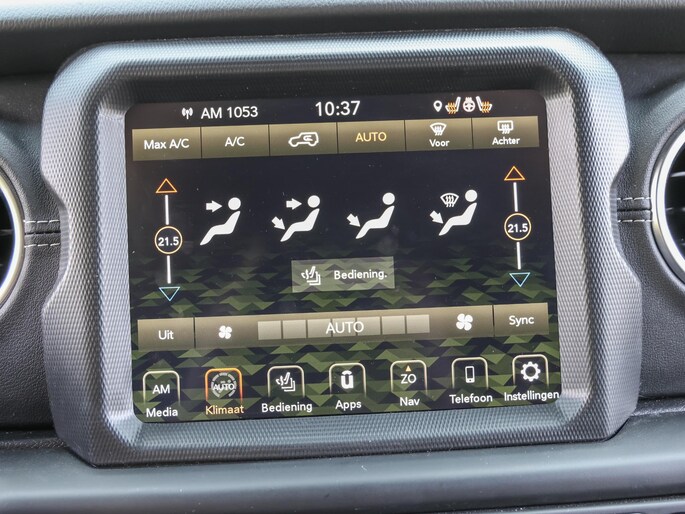 AM 1053 10:37
Max A/C A/C AUTO Voor Achter
21.5 21.5
Bediening.
Uit AUTO Sync
AM AUTO ZO
Media Klimaat Bediening Apps Nav Telefoon Instellingen